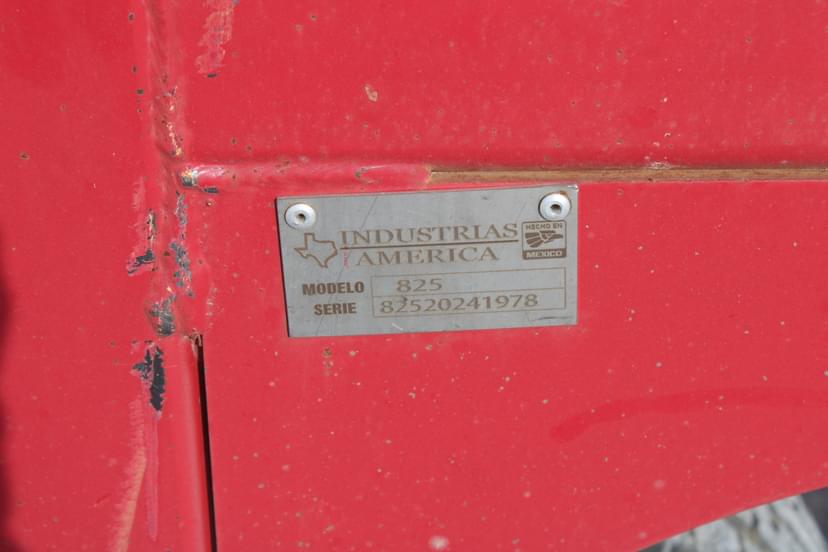 INDUSTRIAS
AMERICA
HECHO EN
MEXICO
MODELO 825
SERIE 82520241978